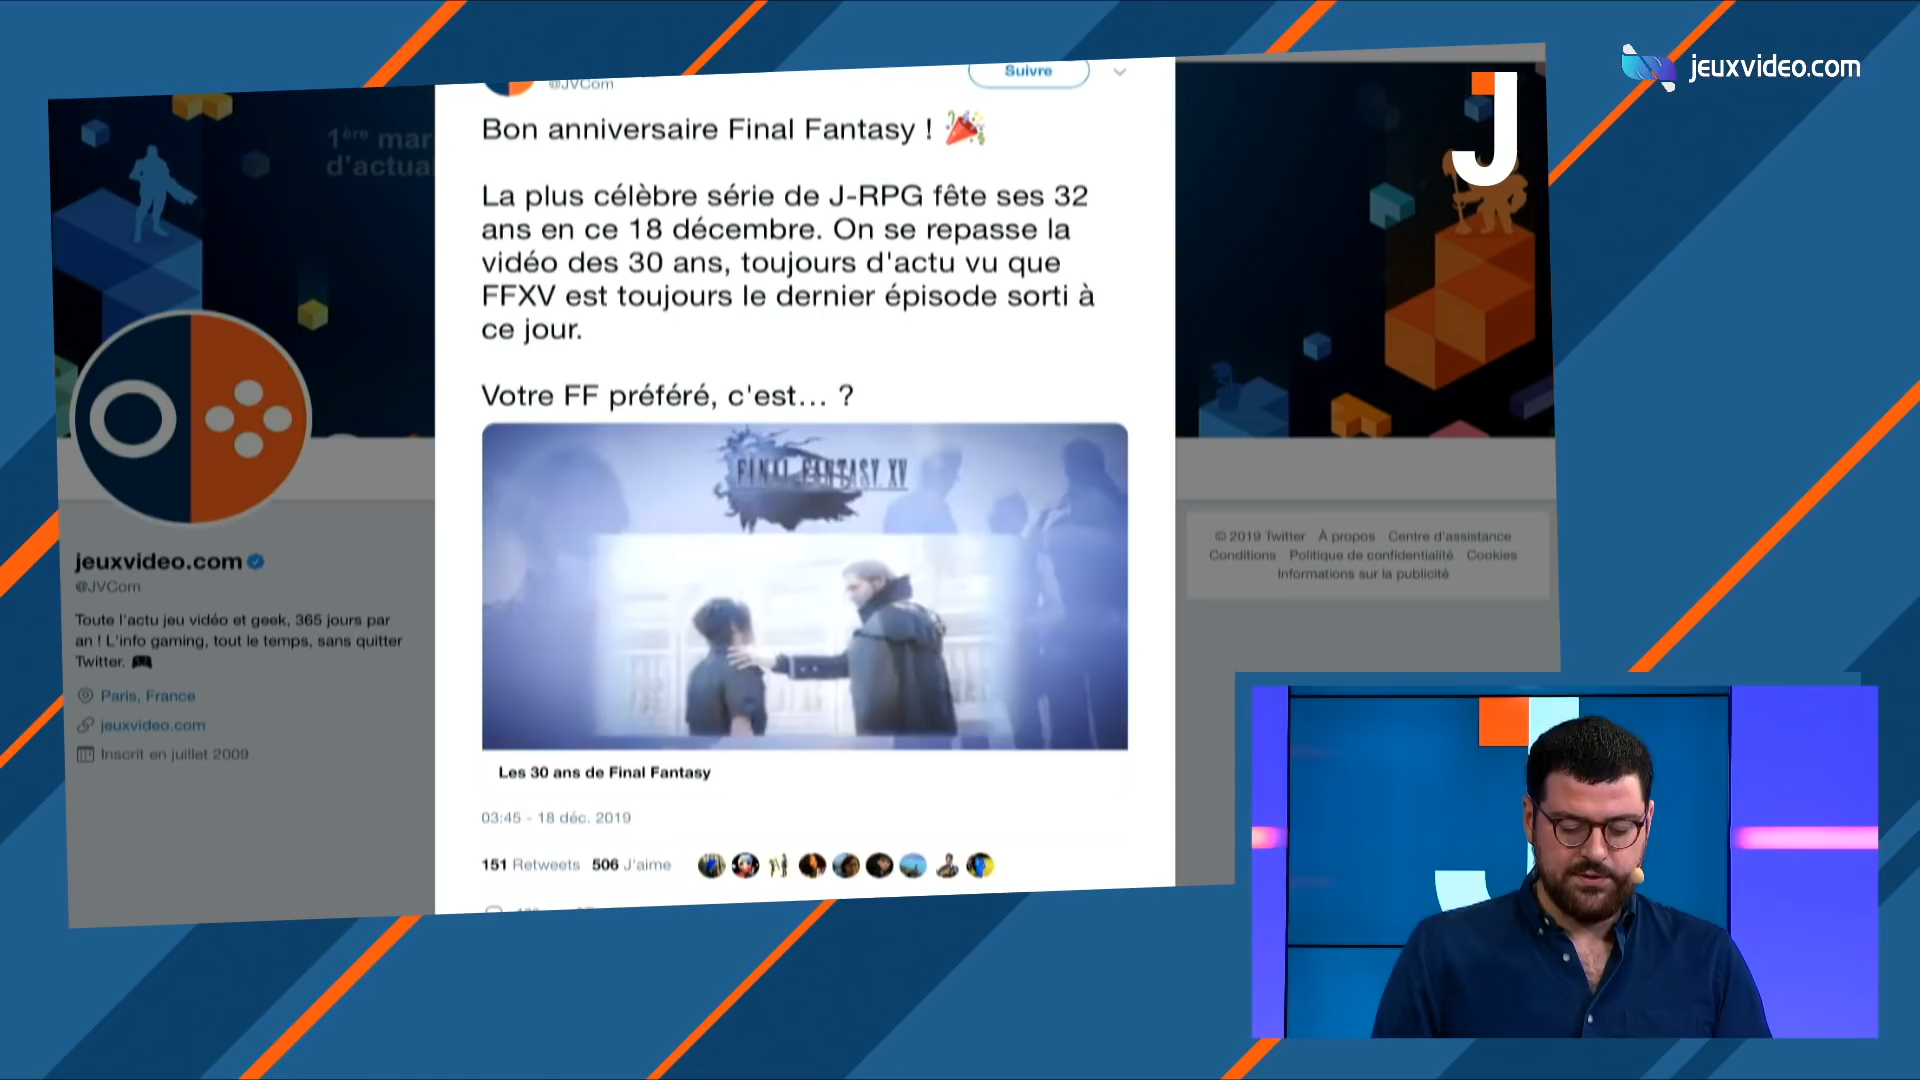 jeuxvideo.com
J
1ère mar
d'actua
@JVCom
Suivre
Bon anniversaire Final Fantasy !
La plus célèbre série de J-RPG fête ses 32
ans en ce 18 décembre. On se repasse la
vidéo des 30 ans, toujours d'actu vu que
FFXV est toujours le dernier épisode sorti à
ce jour.
Votre FF préféré, c'est... ?
FINAL FANTASY XV
Les 30 ans de Final Fantasy
03:45 - 18 déc. 2019
151 Retweets 506 J'aime
jeuxvideo.com
@JVCom
Toute l'actu jeu vidéo et geek, 365 jours par
an ! L'info gaming, tout le temps, sans quitter
Twitter.
Paris, France
jeuxvideo.com
Inscrit en juillet 2009
© 2019 Twitter À propos Centre d'assistance
Conditions Politique de confidentialité Cookies
Informations sur la publicité